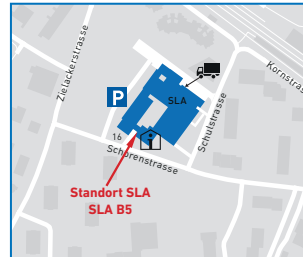 Zielackerstrasse
Kornstrasse
P
SLA
Schulstrasse
16
i
Schorenstrasse
Standort SLA
SLA B5